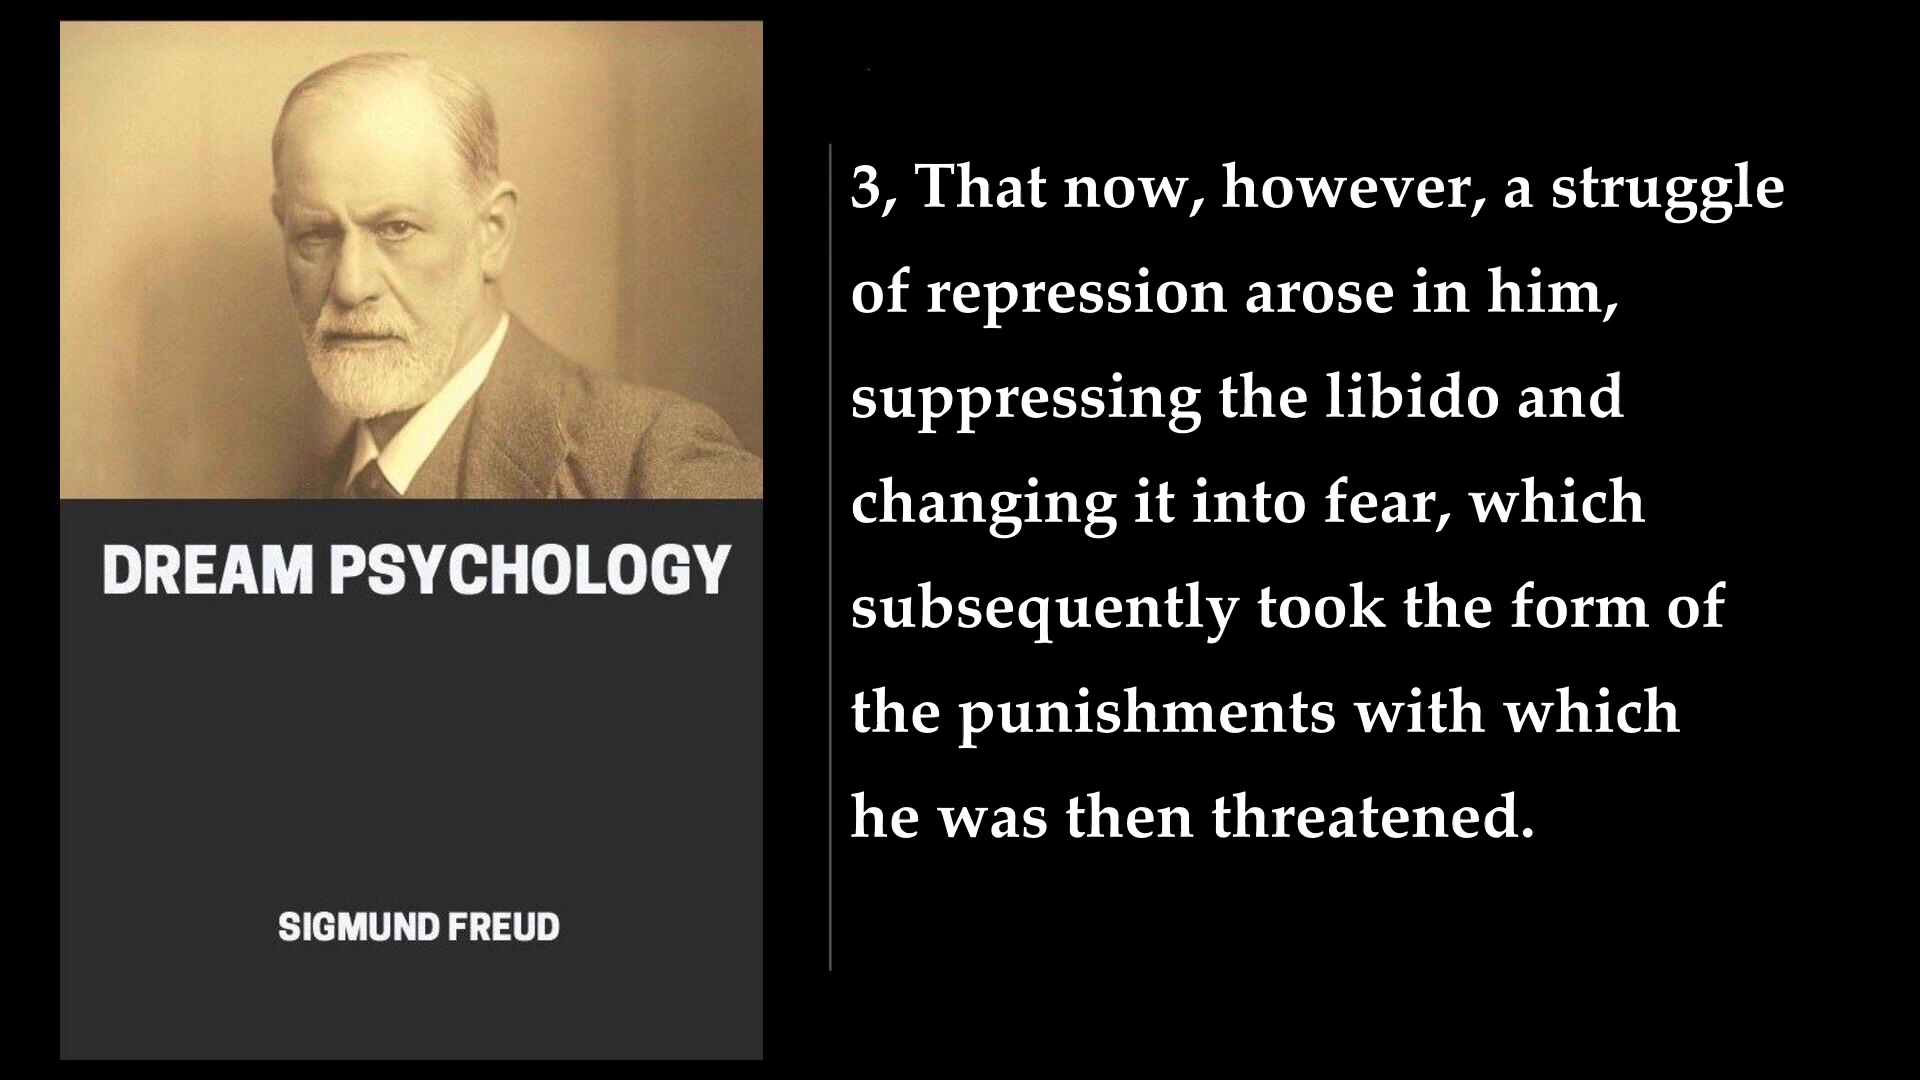 DREAM PSYCHOLOGY
SIGMUND FREUD
3, That now, however, a struggle
of repression arose in him,
suppressing the libido and
changing it into fear, which
subsequently took the form of
the punishments with which
he was then threatened.